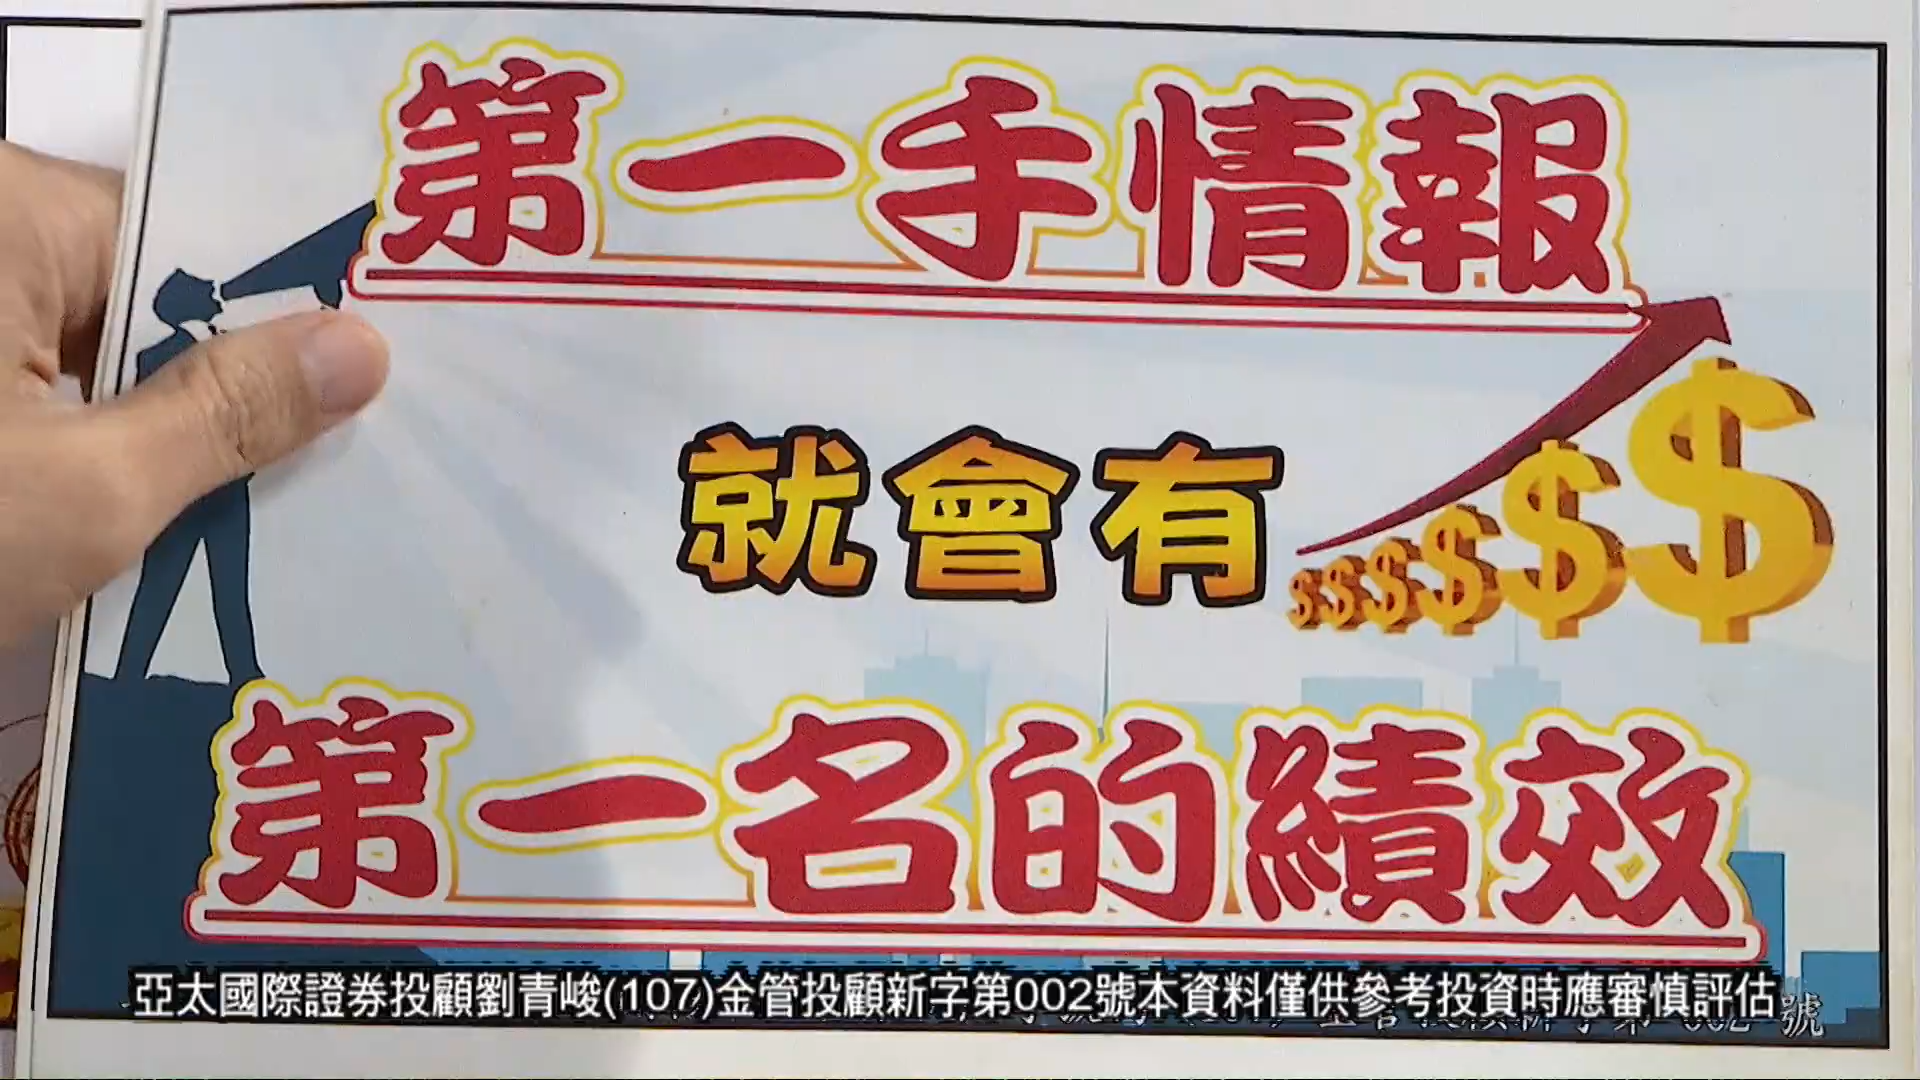 第一手情報
就會有
第一名的績效
亞太國際證券投顧劉青峻(107)金管投顧新字第002號本資料僅供參考投資時應審慎評估
號